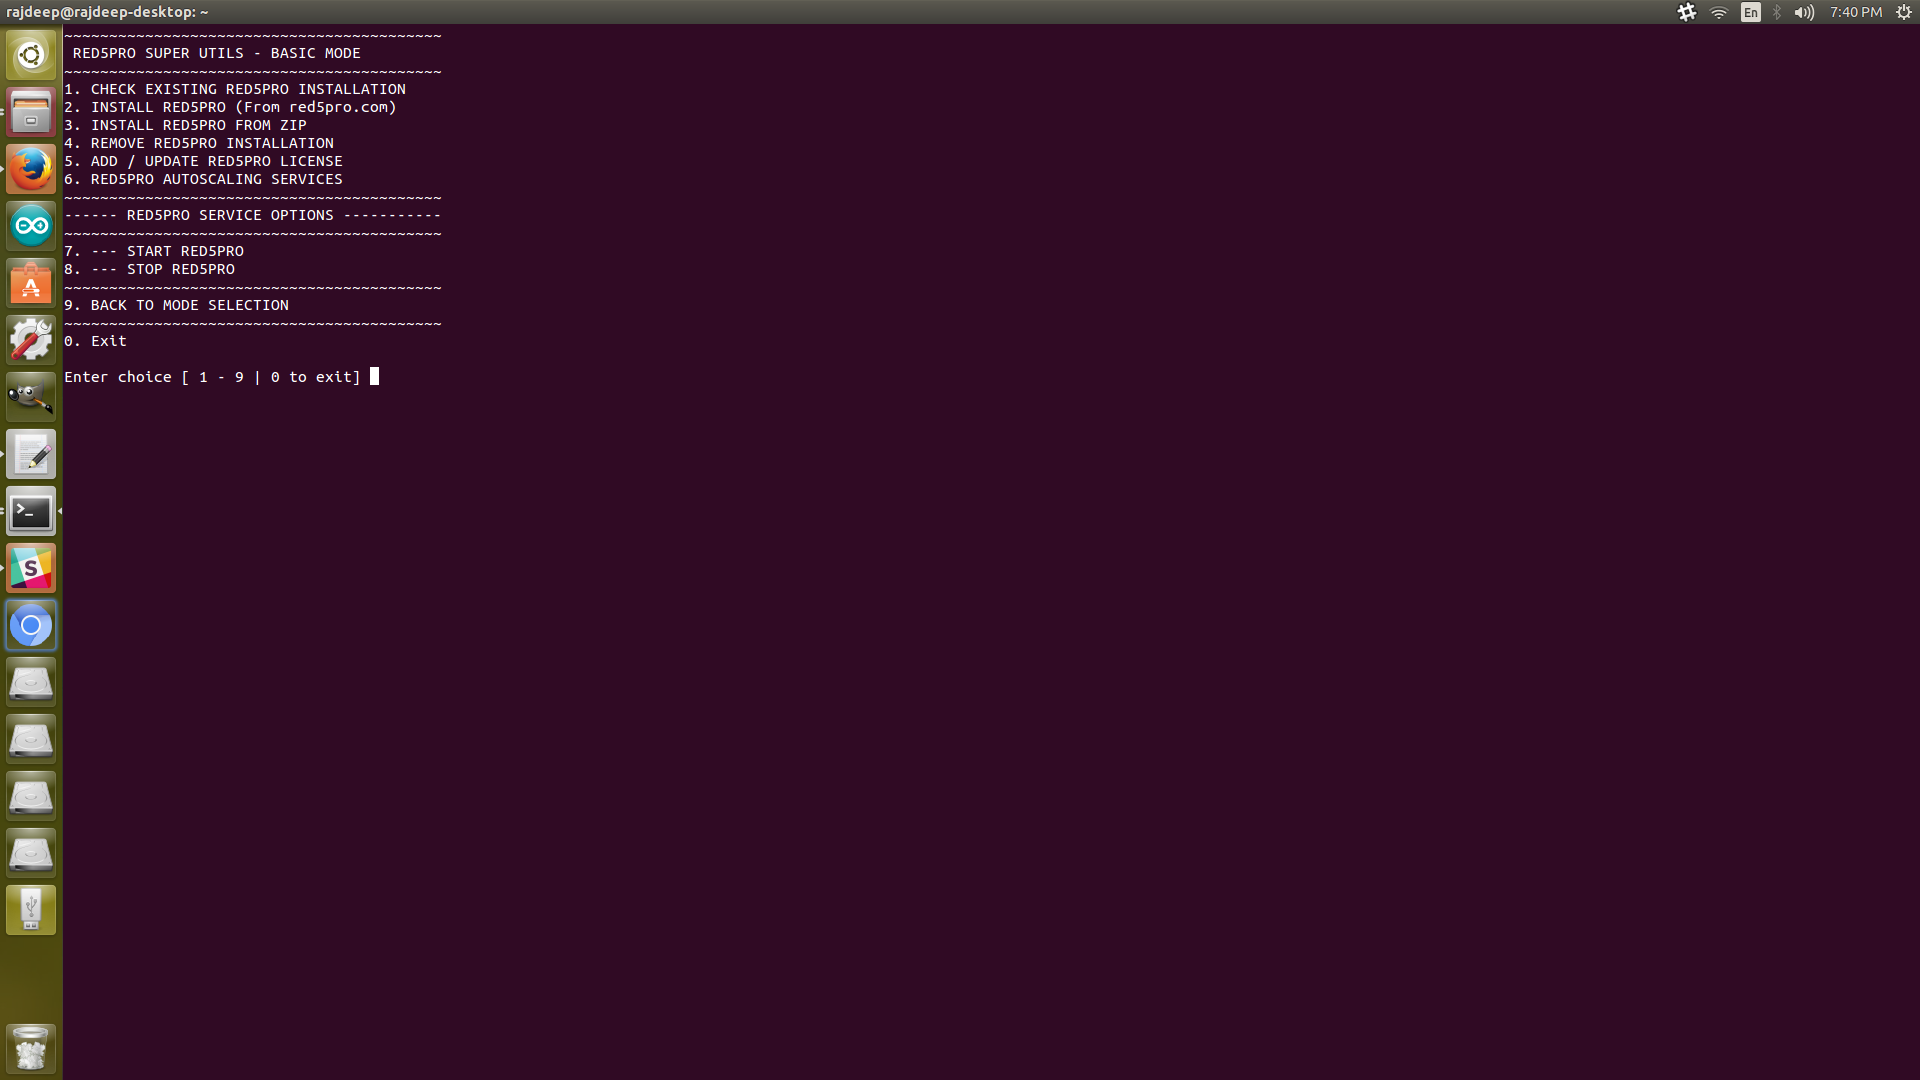 rajdeep@rajdeep-desktop: ~
En
7:40 PM
~~~~~~~~~~~~~~~~~~~~~~~~~~~~~~~~~~~~~~~~~~
RED5PRO SUPER UTILS - BASIC MODE
~~~~~~~~~~~~~~~~~~~~~~~~~~~~~~~~~~~~~~~~~~
1. CHECK EXISTING RED5PRO INSTALLATION
2. INSTALL RED5PRO (From red5pro.com)
3. INSTALL RED5PRO FROM ZIP
4. REMOVE RED5PRO INSTALLATION
5. ADD / UPDATE RED5PRO LICENSE
6. RED5PRO AUTOSCALING SERVICES
~~~~~~~~~~~~~~~~~~~~~~~~~~~~~~~~~~~~~~~~~~
------ RED5PRO SERVICE OPTIONS -----------
~~~~~~~~~~~~~~~~~~~~~~~~~~~~~~~~~~~~~~~~~~
7. --- START RED5PRO
8. --- STOP RED5PRO
~~~~~~~~~~~~~~~~~~~~~~~~~~~~~~~~~~~~~~~~~~
9. BACK TO MODE SELECTION
~~~~~~~~~~~~~~~~~~~~~~~~~~~~~~~~~~~~~~~~~~
0. Exit
Enter choice [ 1 - 9 | 0 to exit]